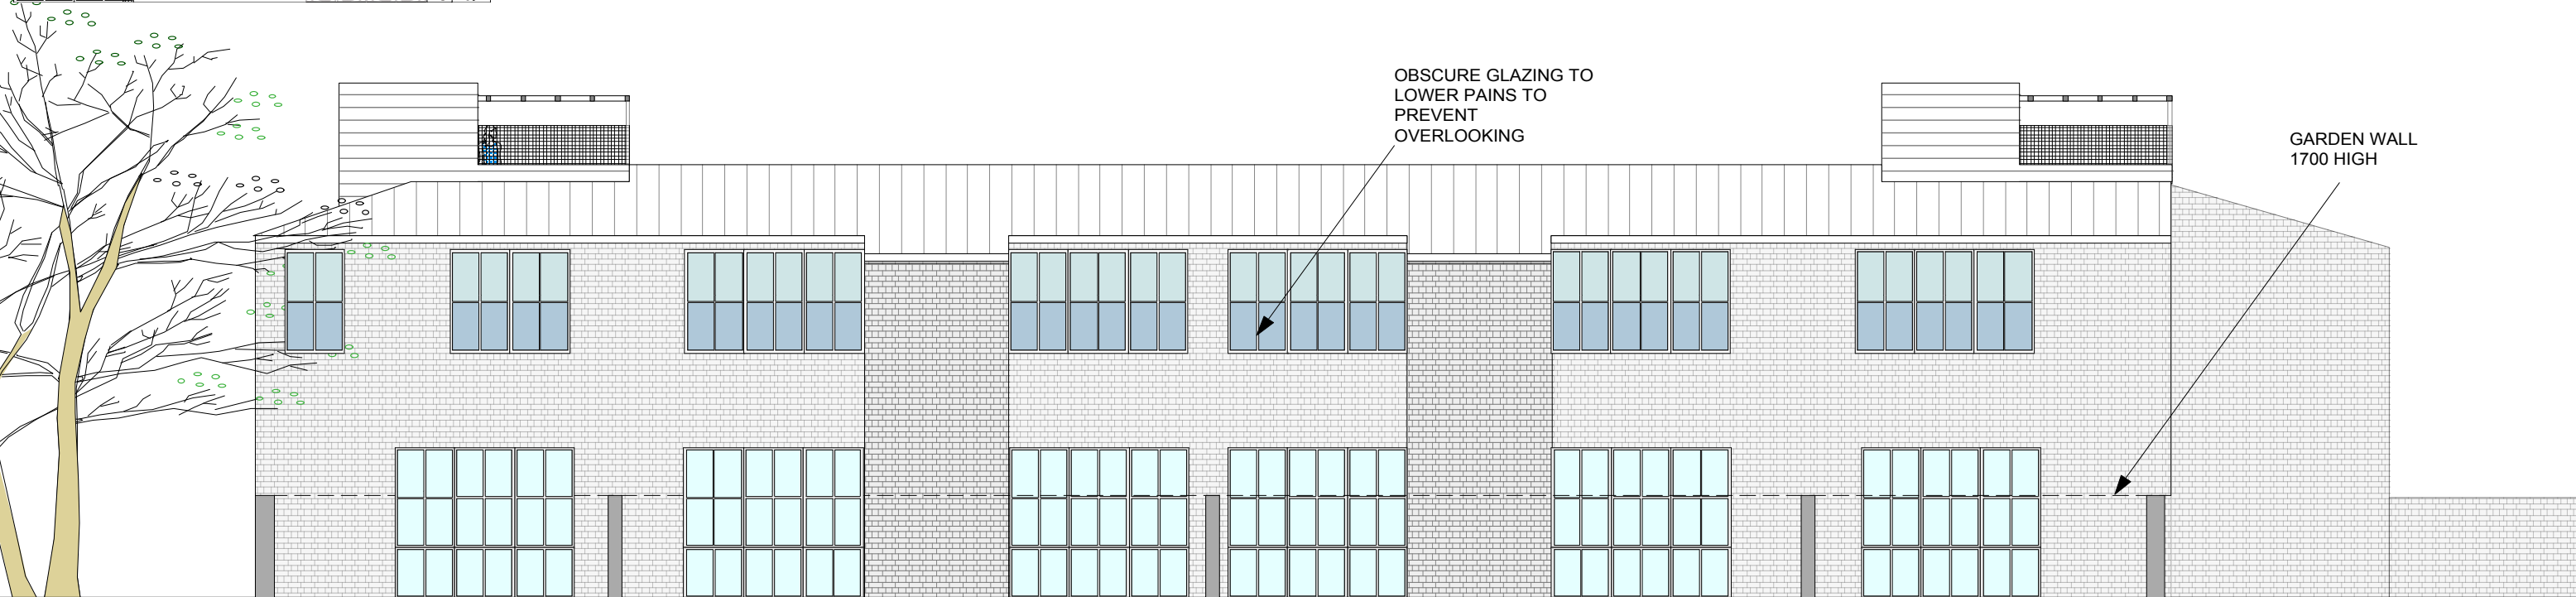 OBSCURE GLAZING TO
LOWER PAINS TO
PREVENT
OVERLOOKING
GARDEN WALL
1700 HIGH